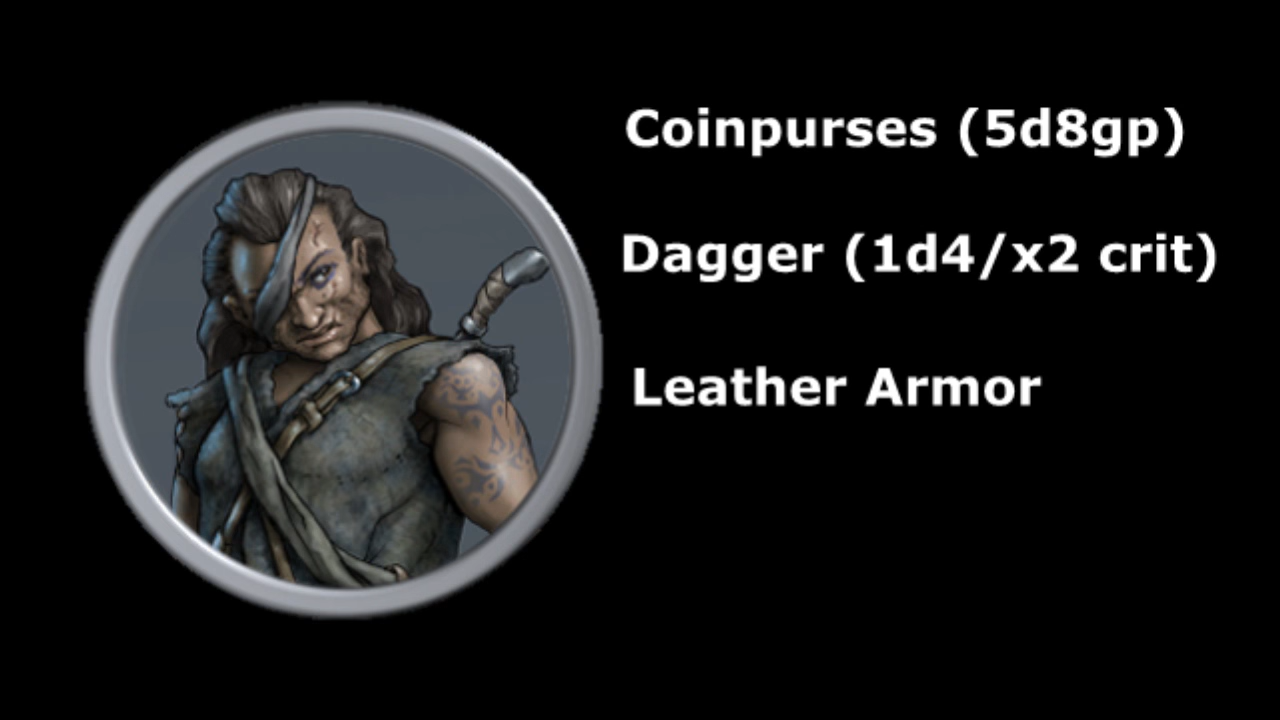 Coinpurses (5d8gp)
Dagger (1d4/x2 crit)
Leather Armor